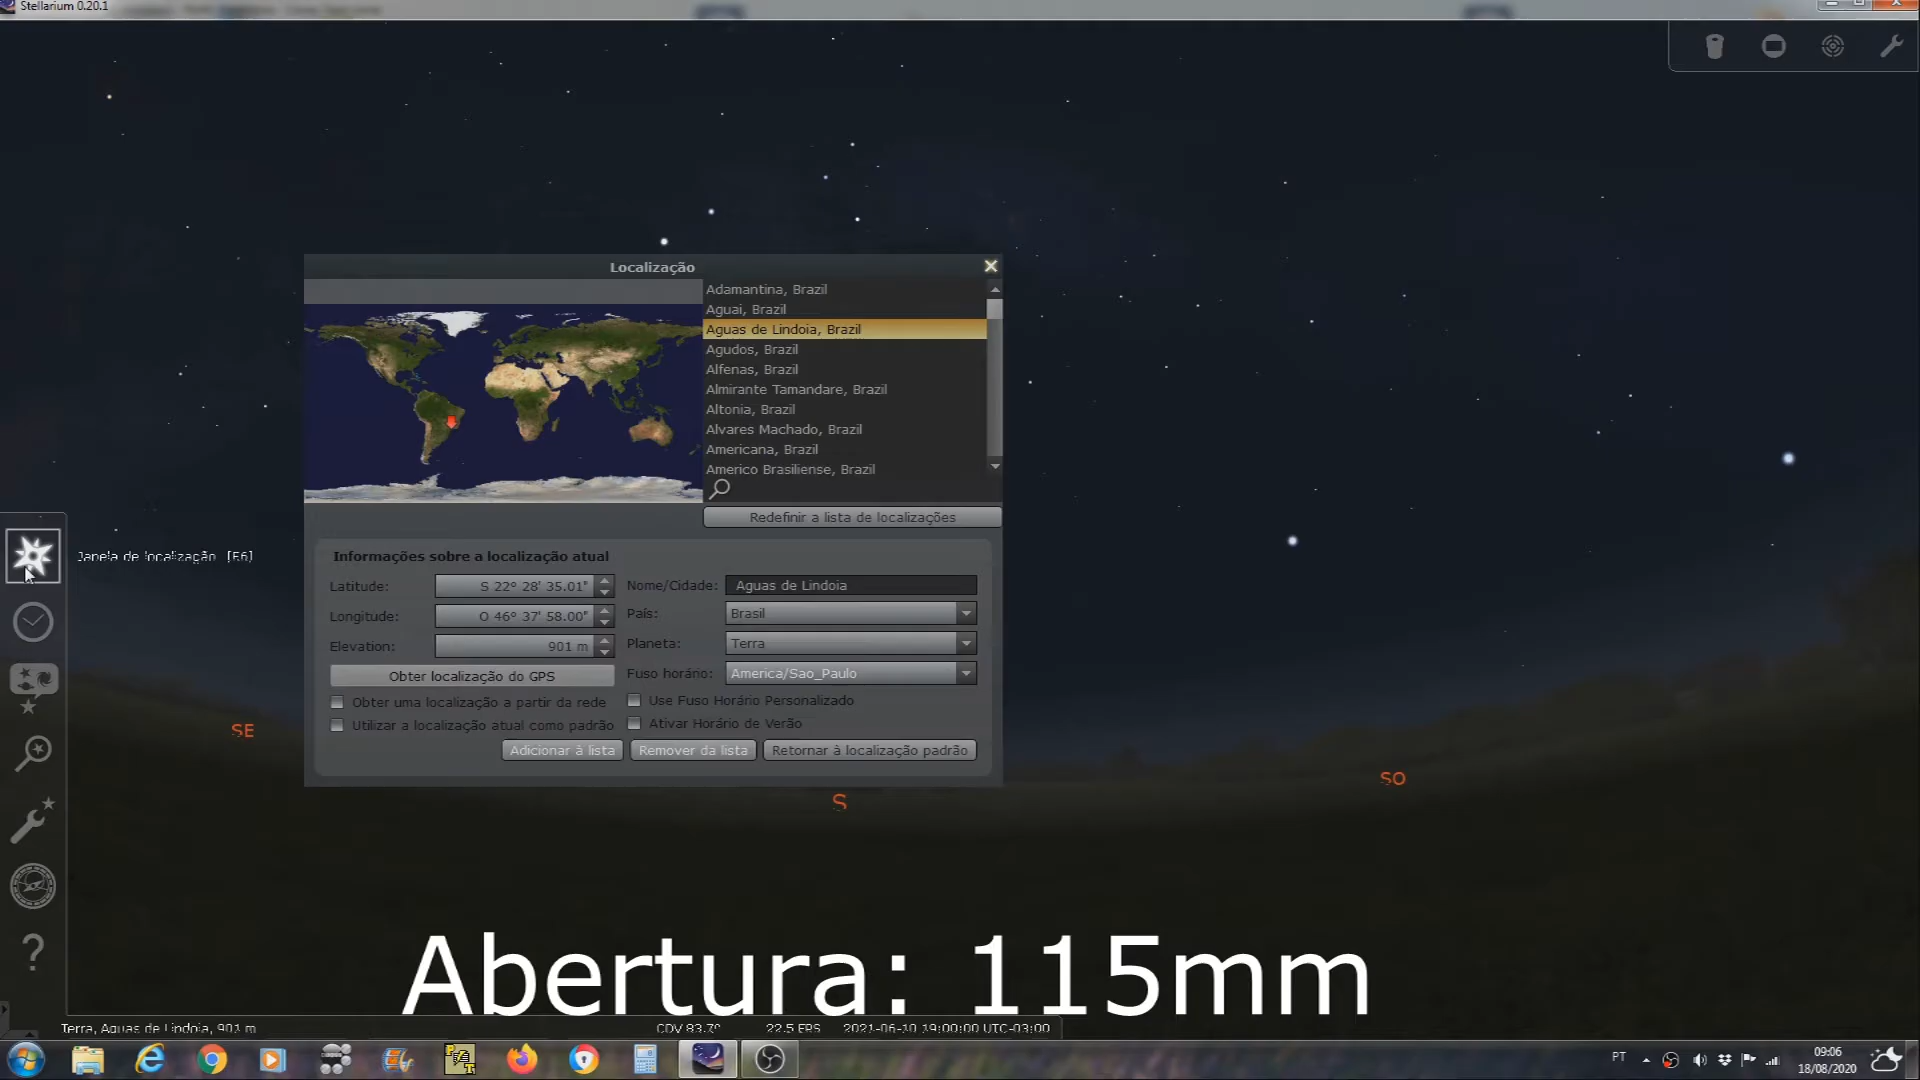 Stellarium 0.20.1
Localização
Adamantina, Brazil
Aguai, Brazil
Aguas de Lindoia, Brazil
Agudos, Brazil
Alfenas, Brazil
Almirante Tamandare, Brazil
Altonia, Brazil
Alvares Machado, Brazil
Americana, Brazil
Americo Brasiliense, Brazil
Redefinir a lista de localizações
Janela de localização [F6]
Informações sobre a localização atual
Latitude: S 22° 28' 35.01" Nome/Cidade: Aguas de Lindoia
Longitude: O 46° 37' 58.00" País: Brasil
Elevation: 901 m Planeta: Terra
Obter localização do GPS Fuso horário: America/Sao_Paulo
Obter uma localização a partir da rede Use Fuso Horário Personalizado
Utilizar a localização atual como padrão Ativar Horário de Verão
Adicionar à lista Remover da lista Retornar à localização padrão
SE
S
SO
Abertura: 115mm
Terra, Aguas de Lindoia, 901 m CDV 83.7° 22.5 FPS 2021-06-10 19:00:00 UTC-03:00
PT 09:06
18/08/2020